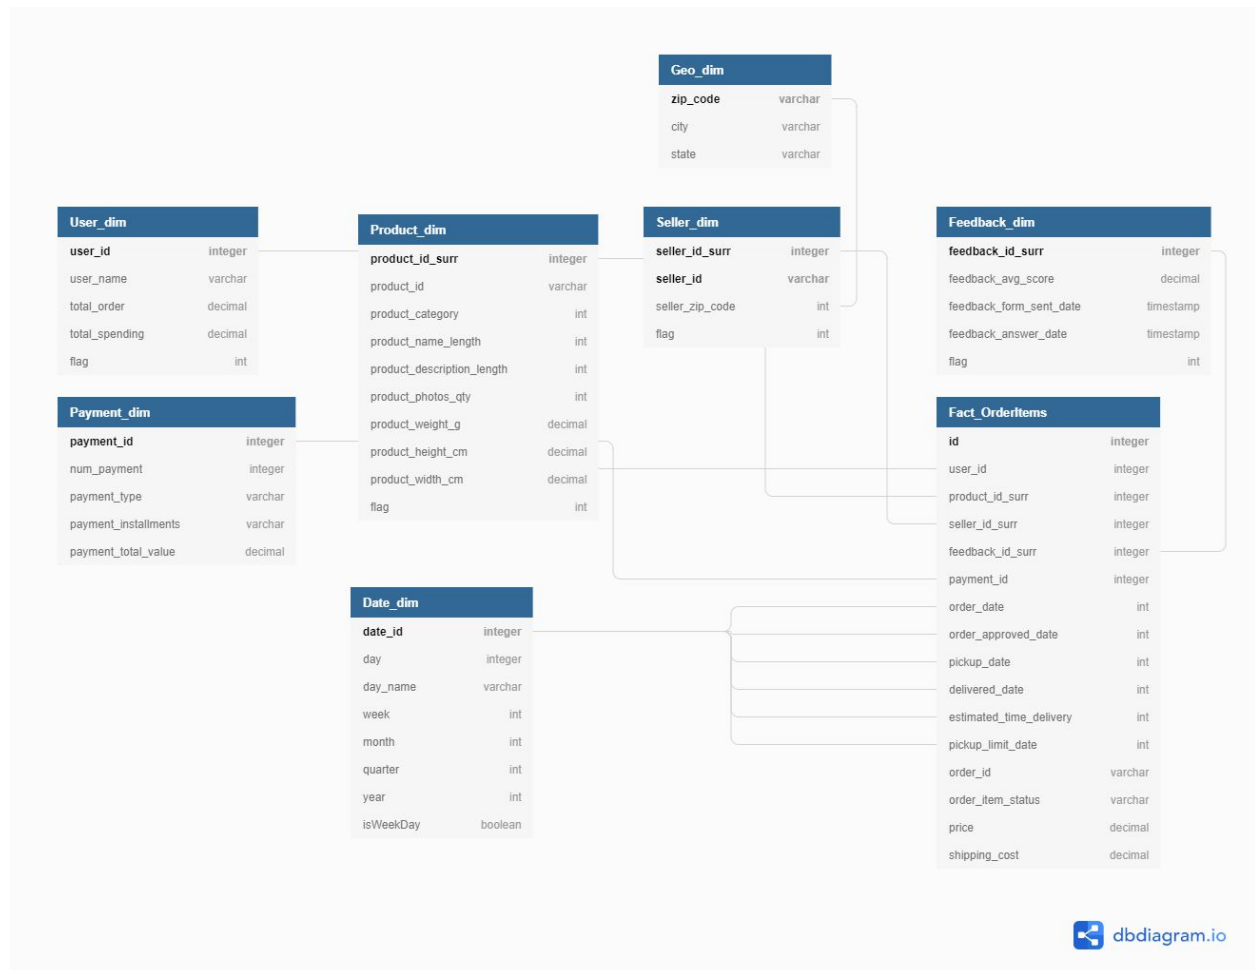 Geo_dim
zip_code varchar
city varchar
state varchar
User_dim
user_id integer
user_name varchar
total_order decimal
total_spending decimal
flag int
Product_dim
product_id_surr integer
product_id varchar
product_category int
product_name_length int
product_description_length int
product_photos_qty int
product_weight_g decimal
product_height_cm decimal
product_width_cm decimal
flag int
Seller_dim
seller_id_surr integer
seller_id varchar
seller_zip_code int
flag int
Feedback_dim
feedback_id_surr integer
feedback_avg_score decimal
feedback_form_sent_date timestamp
feedback_answer_date timestamp
flag int
Payment_dim
payment_id integer
num_payment integer
payment_type varchar
payment_installments varchar
payment_total_value decimal
Fact_OrderItems
id integer
user_id integer
product_id_surr integer
seller_id_surr integer
feedback_id_surr integer
payment_id integer
order_date int
order_approved_date int
pickup_date int
delivered_date int
estimated_time_delivery int
pickup_limit_date int
order_id varchar
order_item_status varchar
price decimal
shipping_cost decimal
Date_dim
date_id integer
day integer
day_name varchar
week int
month int
quarter int
year int
isWeekDay boolean
dbdiagram.io